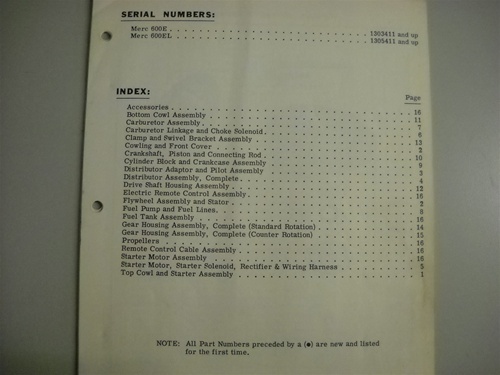 SERIAL NUMBERS:
Merc 600E . . . . . . . . . . . . . . . . . . . . . . . . 1303411 and up
Merc 600EL . . . . . . . . . . . . . . . . . . . . . . . 1305411 and up
INDEX:
Page
Accessories . . . . . . . . . . . . . . . . . . . . . . . . 16
Bottom Cowl Assembly . . . . . . . . . . . . . . . . . . . . 11
Carburetor Assembly . . . . . . . . . . . . . . . . . . . . 7
Carburetor Linkage and Choke Solenoid . . . . . . . . . . . . 6
Clamp and Swivel Bracket Assembly . . . . . . . . . . . . . . 13
Cowling and Front Cover . . . . . . . . . . . . . . . . . . 2
Crankshaft, Piston and Connecting Rod . . . . . . . . . . . . 10
Cylinder Block and Crankcase Assembly . . . . . . . . . . . . 9
Distributor Adaptor and Pilot Assembly . . . . . . . . . . . 3
Distributor Assembly, Complete . . . . . . . . . . . . . . . 4
Drive Shaft Housing Assembly . . . . . . . . . . . . . . . . 12
Electric Remote Control Assembly . . . . . . . . . . . . . . 16
Flywheel Assembly and Stator . . . . . . . . . . . . . . . . 2
Fuel Pump and Fuel Lines . . . . . . . . . . . . . . . . . . 8
Fuel Tank Assembly . . . . . . . . . . . . . . . . . . . . . 16
Gear Housing Assembly, Complete (Standard Rotation) . . . . . . 14
Gear Housing Assembly, Complete (Counter Rotation) . . . . . . 15
Propellers . . . . . . . . . . . . . . . . . . . . . . . . . 16
Remote Control Cable Assembly . . . . . . . . . . . . . . . . 16
Starter Motor Assembly . . . . . . . . . . . . . . . . . . . 16
Starter Motor, Starter Solenoid, Rectifier & Wiring Harness . . . 5
Top Cowl and Starter Assembly . . . . . . . . . . . . . . . . 1
NOTE: All Part Numbers preceded by a (●) are new and listed
for the first time.